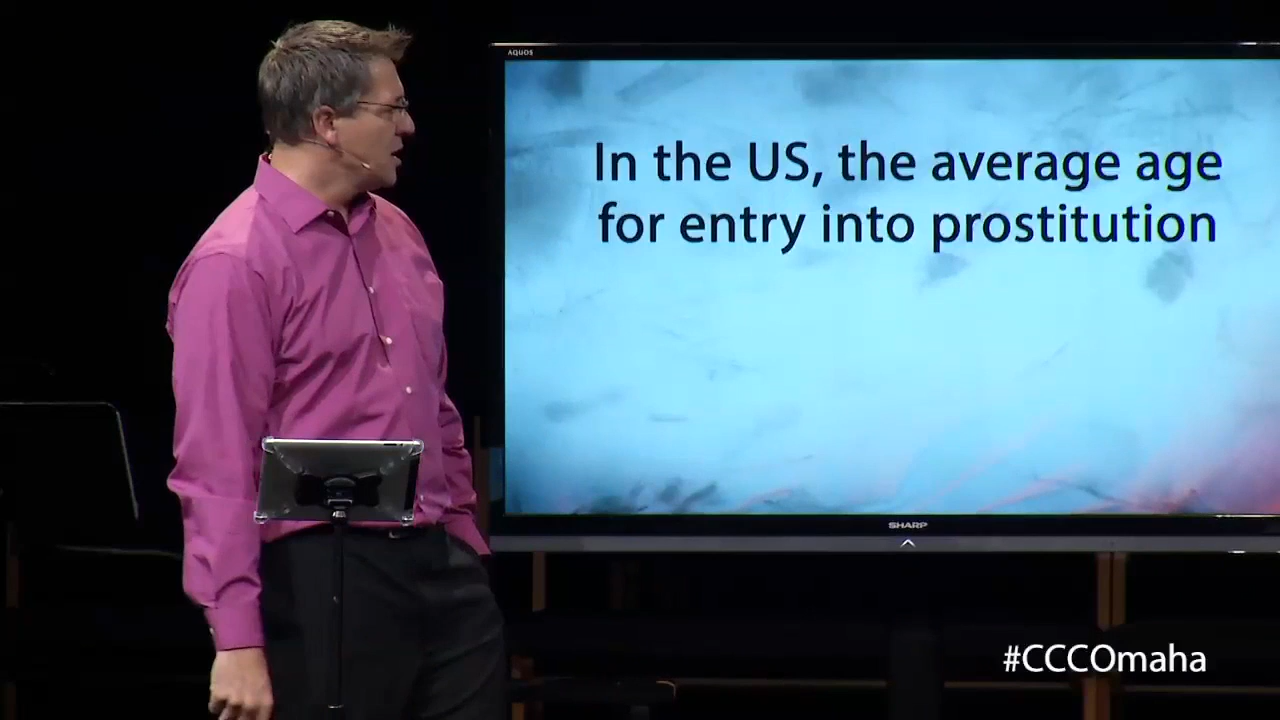 AQUOS
In the US, the average age
for entry into prostitution
SHARP
#CCCOmaha